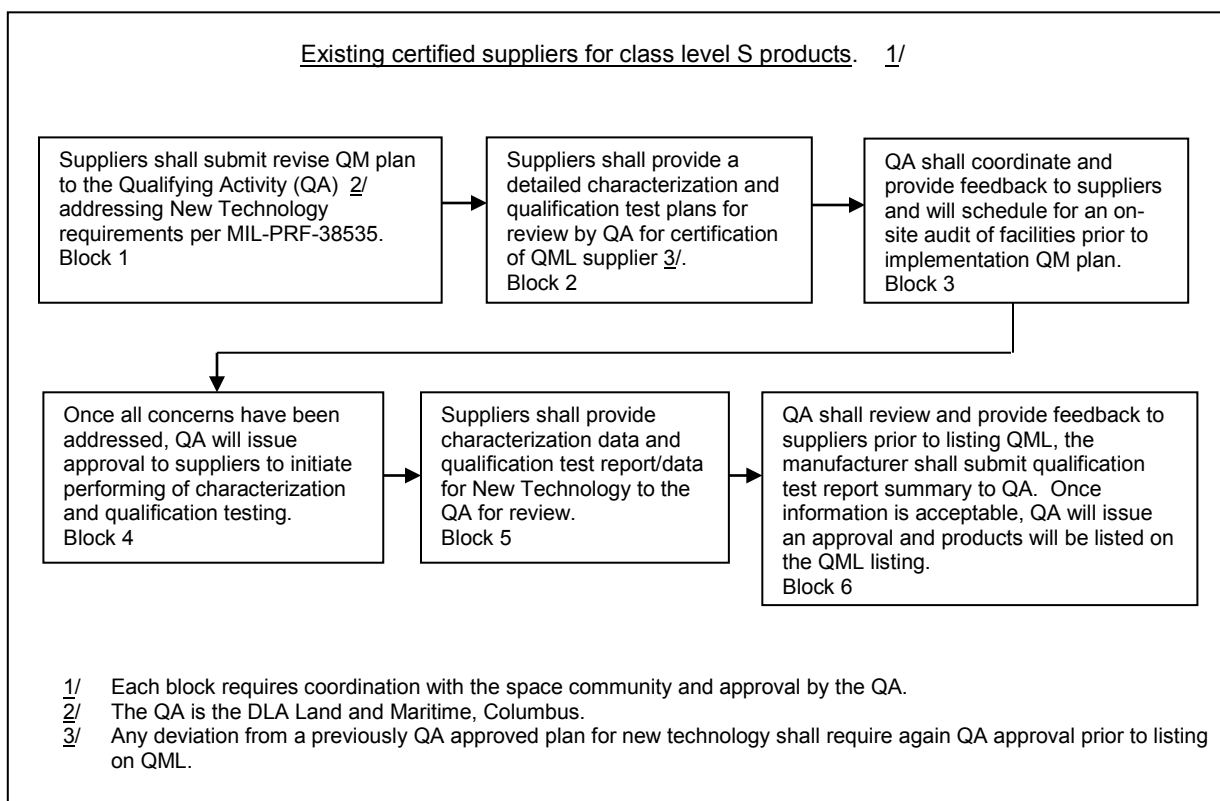 Existing certified suppliers for class level S products. 1/
Suppliers shall submit revise QM plan
to the Qualifying Activity (QA) 2/
addressing New Technology
requirements per MIL-PRF-38535.
Block 1
Suppliers shall provide a
detailed characterization and
qualification test plans for
review by QA for certification
of QML supplier 3/.
Block 2
QA shall coordinate and
provide feedback to suppliers
and will schedule for an on-
site audit of facilities prior to
implementation QM plan.
Block 3
Once all concerns have been
addressed, QA will issue
approval to suppliers to initiate
performing of characterization
and qualification testing.
Block 4
Suppliers shall provide
characterization data and
qualification test report/data
for New Technology to the
QA for review.
Block 5
QA shall review and provide feedback to
suppliers prior to listing QML, the
manufacturer shall submit qualification
test report summary to QA. Once
information is acceptable, QA will issue
an approval and products will be listed on
the QML listing.
Block 6
1/ Each block requires coordination with the space community and approval by the QA.
2/ The QA is the DLA Land and Maritime, Columbus.
3/ Any deviation from a previously QA approved plan for new technology shall require again QA approval prior to listing
on QML.